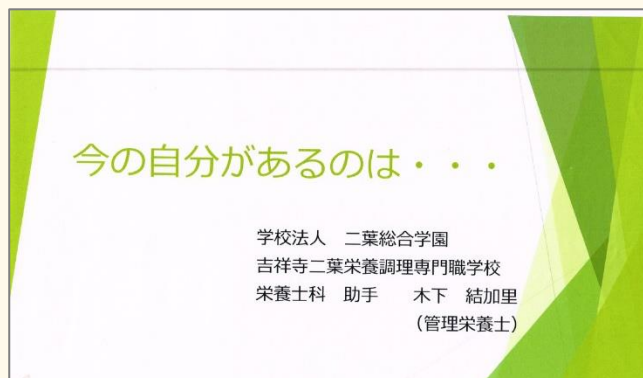 今の自分があるのは・・・
学校法人　二葉総合学園
吉祥寺二葉栄養調理専門職学校
栄養士科　助手　　木下　結加里
（管理栄養士）